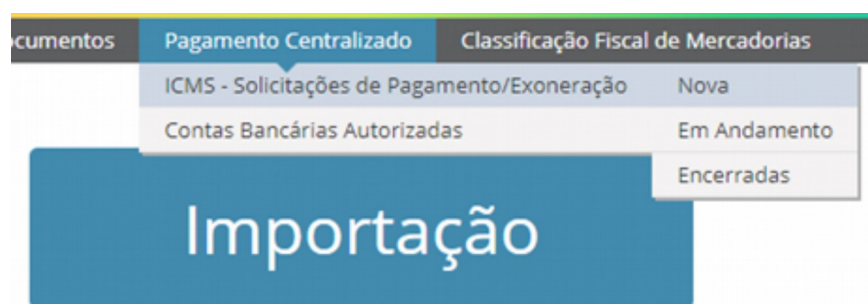 cumentos Pagamento Centralizado Classificação Fiscal de Mercadorias
ICMS - Solicitações de Pagamento/Exoneração Nova
Contas Bancárias Autorizadas Em Andamento
Encerradas
Importação